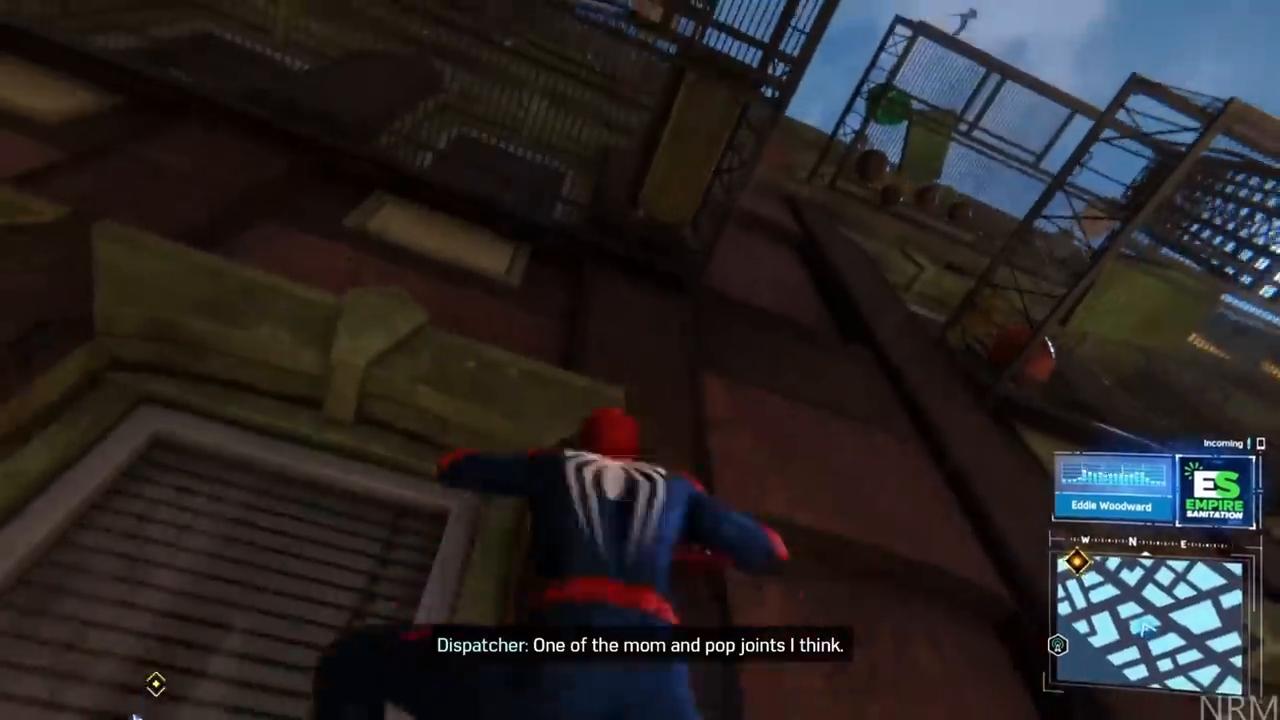 Incoming
Eddie Woodward
ES
EMPIRE
SANITATION
W N E
Dispatcher: One of the mom and pop joints I think.
NRM